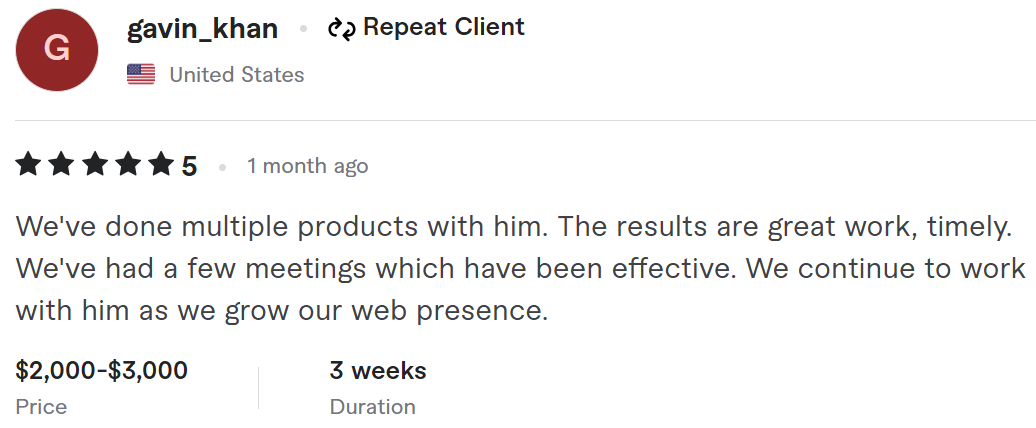 G
gavin_khan • Repeat Client
United States
5 • 1 month ago
We've done multiple products with him. The results are great work, timely.
We've had a few meetings which have been effective. We continue to work
with him as we grow our web presence.
$2,000-$3,000
Price
3 weeks
Duration